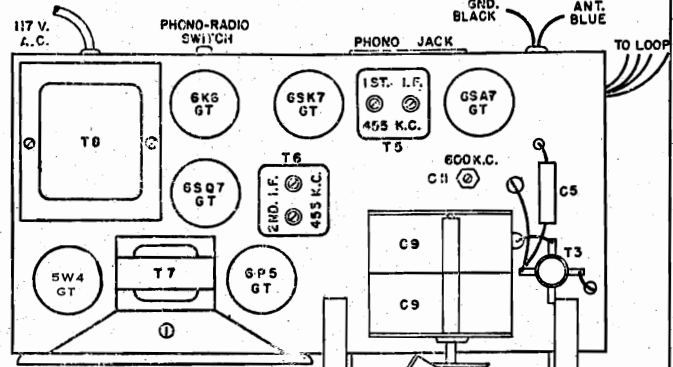 117 V.
A.C.
PHONO-RADIO
SWITCH
PHONO JACK
GND.
BLACK
ANT.
BLUE
TO LOOP
T8
6K6
GT
6SK7
GT
1ST. I.F.
455 K.C.
T5
6SA7
GT
6SQ7
GT
T6
2ND. I.F.
455 K.C.
600 K.C.
C11
C5
5W4
GT
T7
6P5
GT
C9
C9
T3